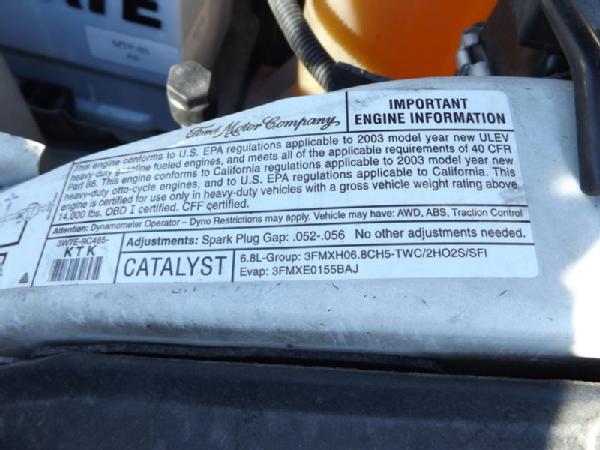 MTP-65
Ford Motor Company
IMPORTANT
ENGINE INFORMATION
This engine conforms to U.S. EPA regulations applicable to 2003 model year new ULEV
heavy-duty gasoline fueled engines, and meets all of the applicable requirements of 40 CFR
Part 88. This engine conforms to California regulations applicable to 2003 model year new
heavy-duty otto-cycle engines, and to U.S. EPA regulations applicable to California. This
engine is certified for use only in heavy-duty vehicles with a gross vehicle weight rating above
14,000 lbs. OBD I certified. CFF certified.
Attention: Dynamometer Operator - Dyno Restrictions may apply. Vehicle may have: AWD, ABS, Traction Control
3W7E-9C485-
KTK
Adjustments: Spark Plug Gap: .052-.056 No other adjustments needed.
CATALYST
6.8L-Group: 3FMXH06.8CH5-TWC/2HO2S/SFI
Evap: 3FMXE0155BAJ